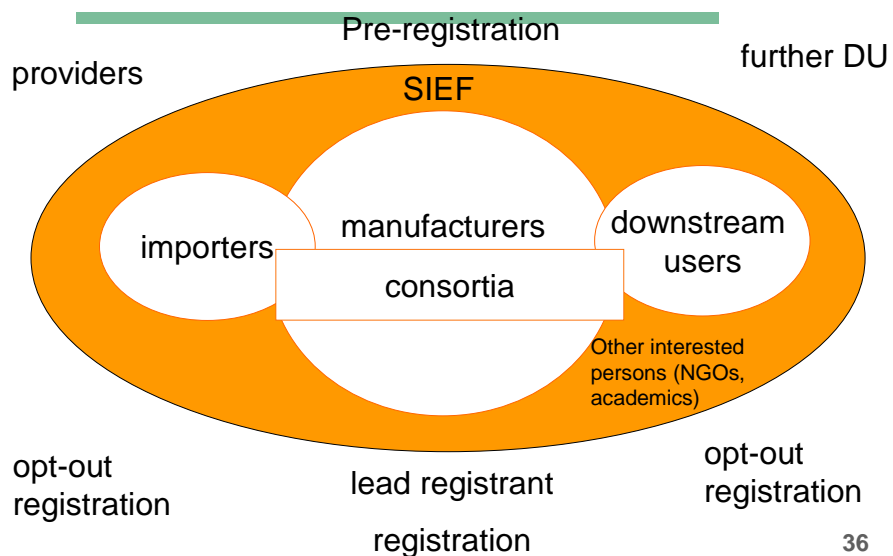 Pre-registration
providers
further DU
SIEF
importers
manufacturers
downstream
users
consortia
Other interested
persons (NGOs,
academics)
opt-out
registration
lead registrant
registration
opt-out
registration
36